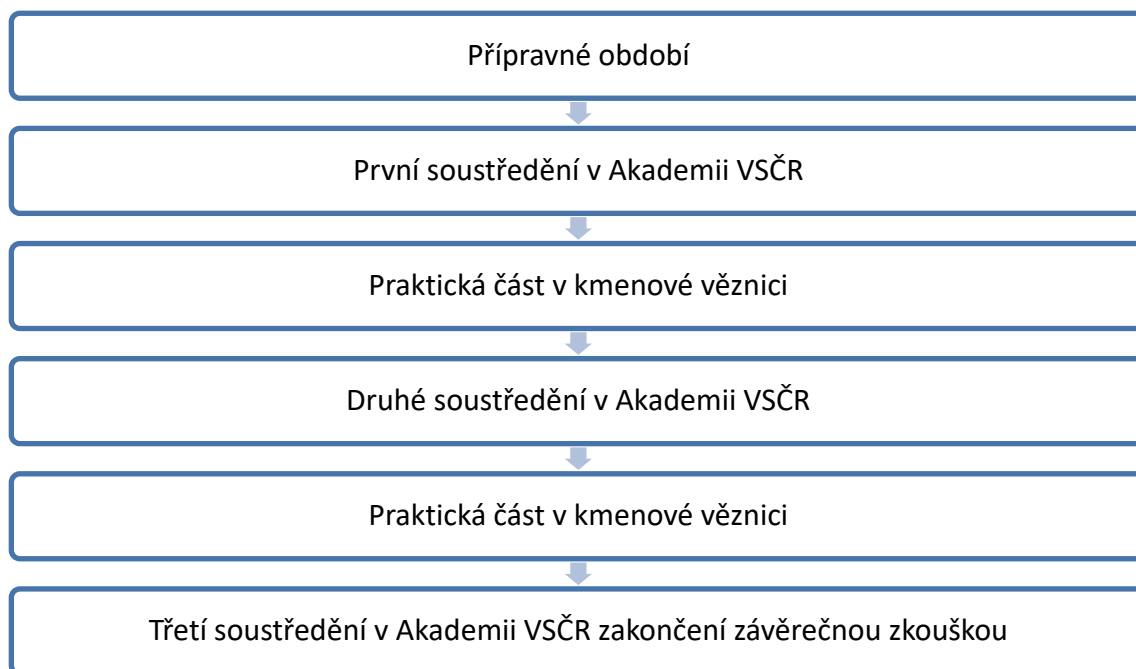 Přípravné období
První soustředění v Akademii VSČR
Praktická část v kmenové věznici
Druhé soustředění v Akademii VSČR
Praktická část v kmenové věznici
Třetí soustředění v Akademii VSČR zakončení závěrečnou zkouškou